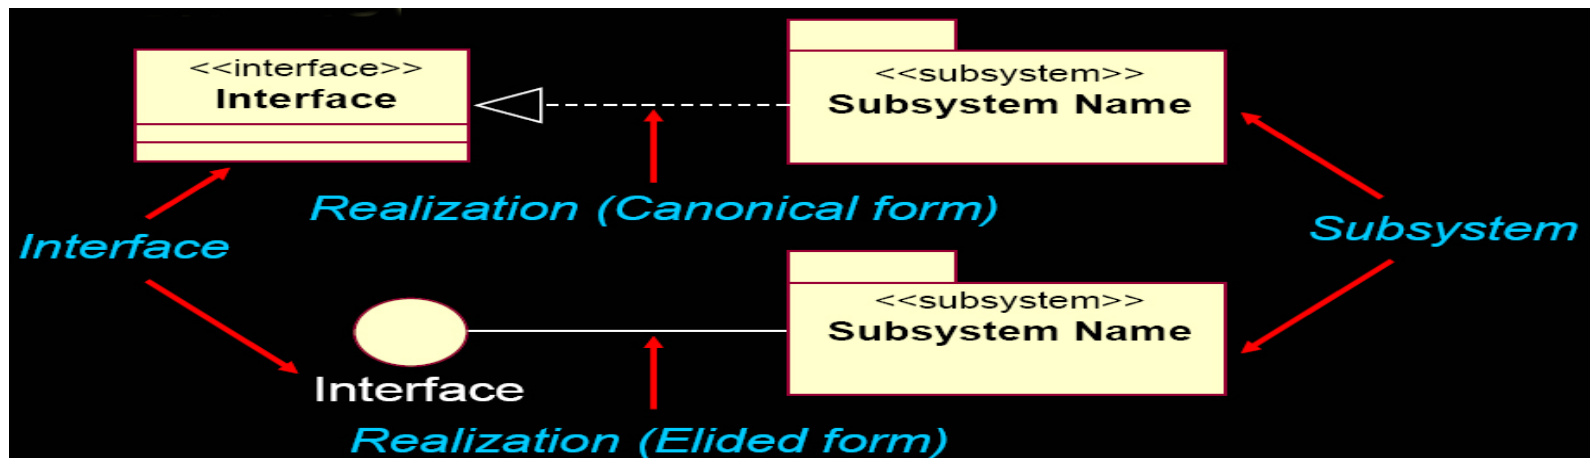 <<interface>>
Interface
<<subsystem>>
Subsystem Name
Realization (Canonical form)
Interface
Subsystem
<<subsystem>>
Subsystem Name
Interface
Realization (Elided form)